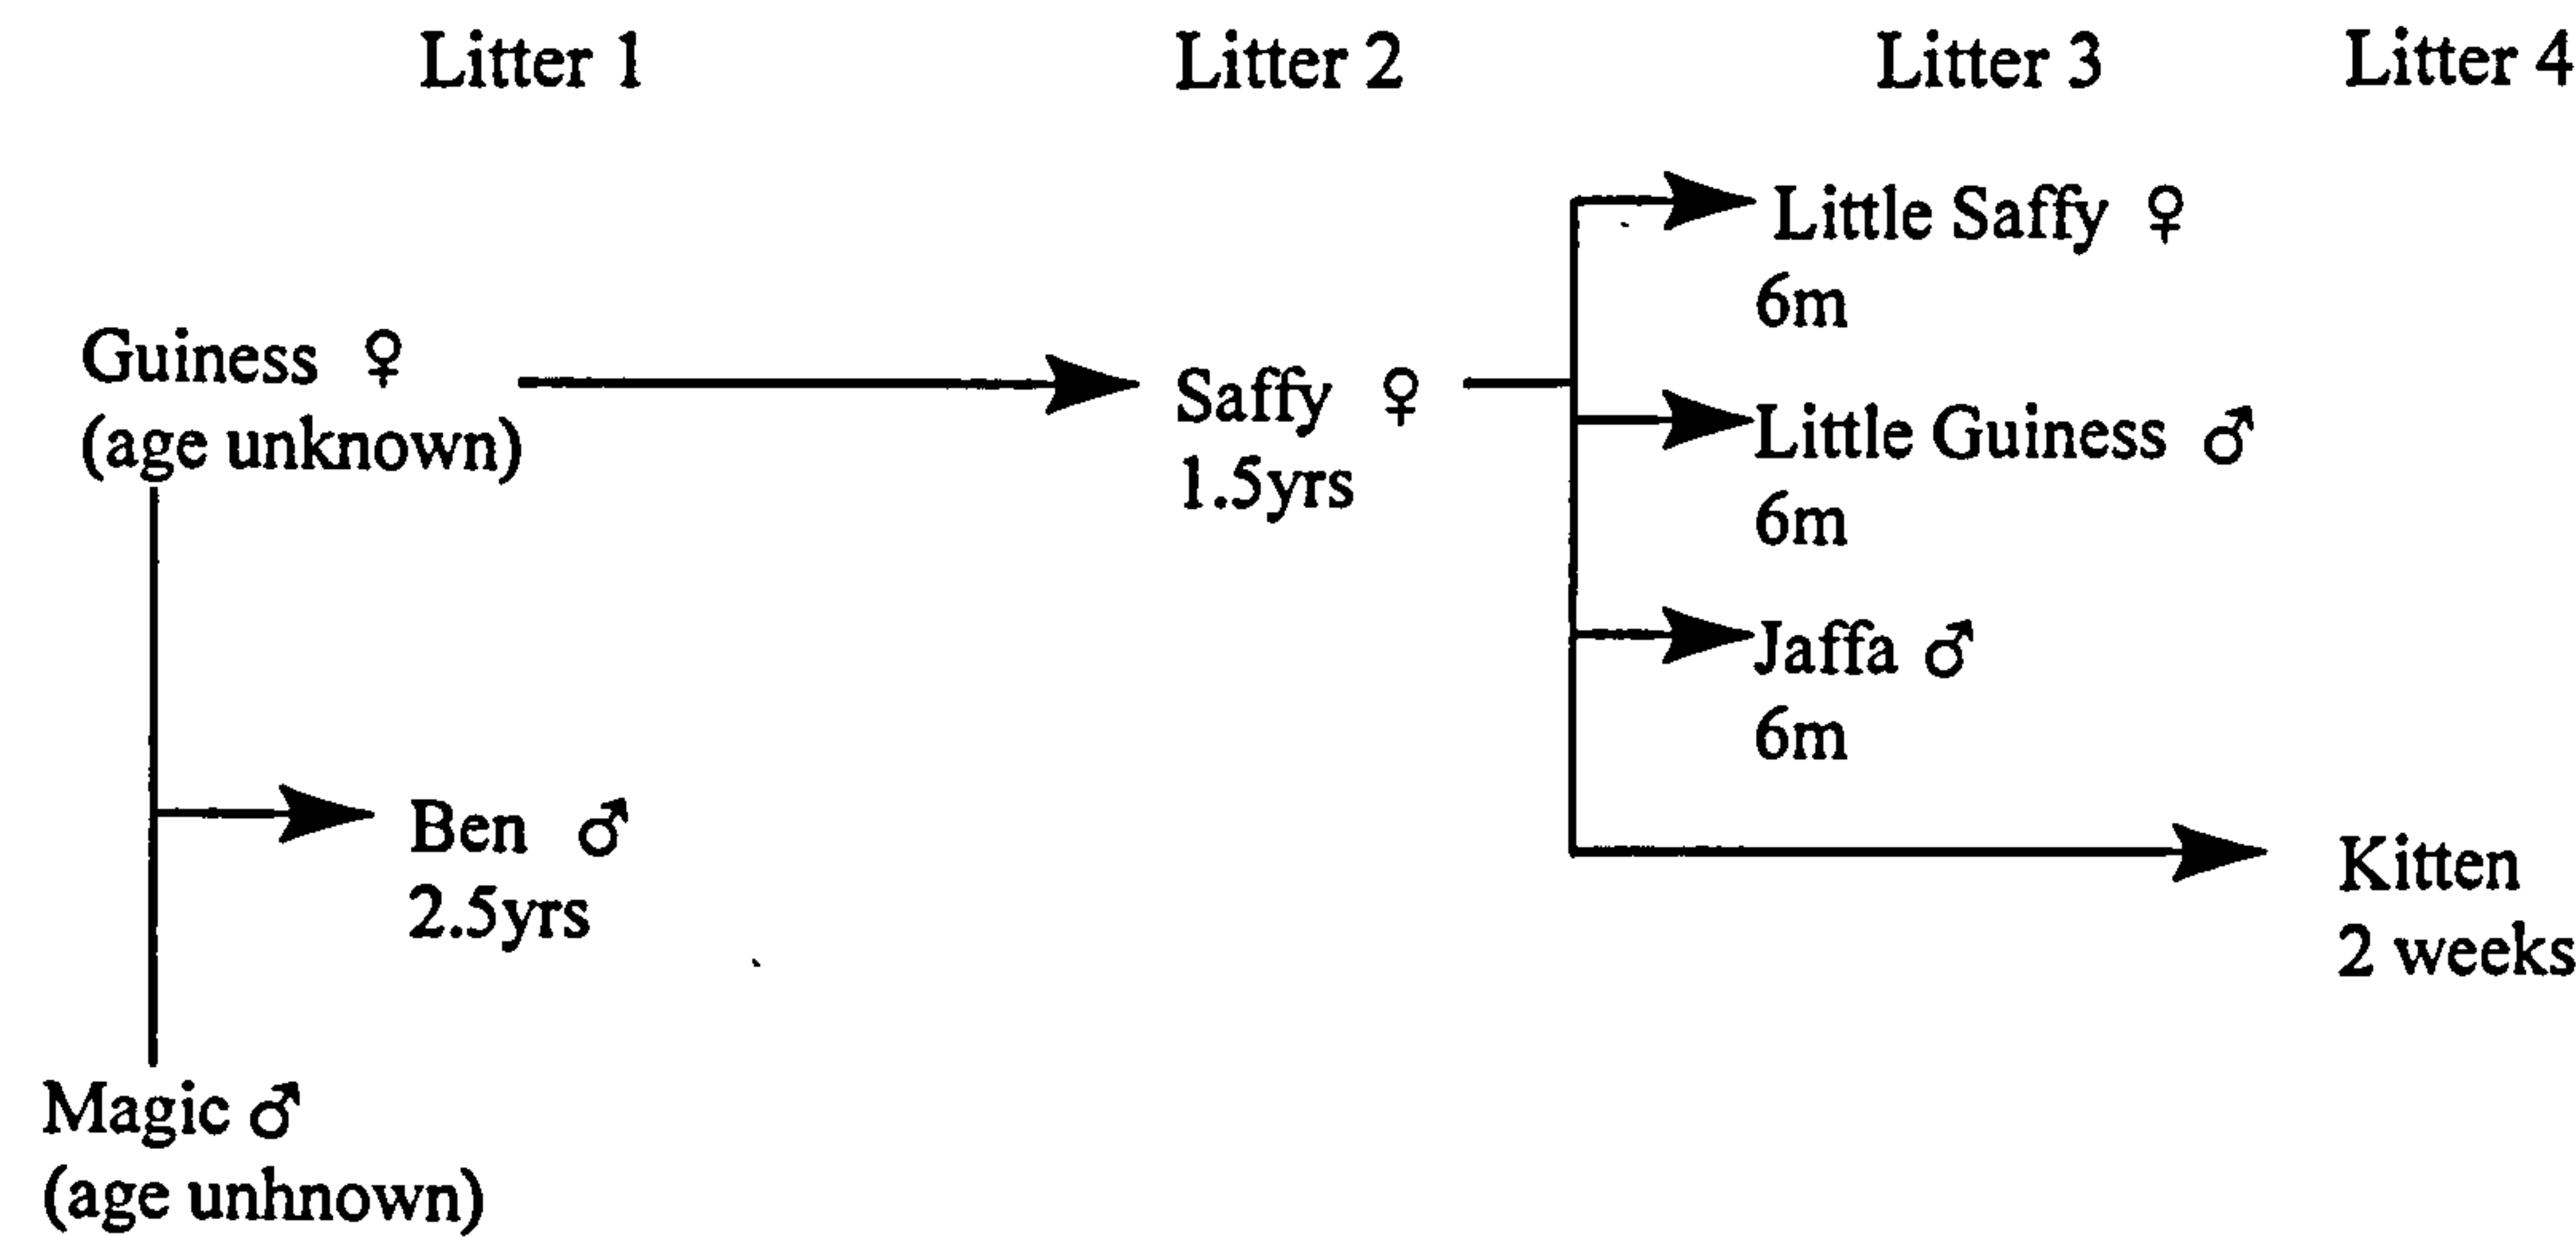 Litter 1 Litter 2 Litter 3 Litter 4
Little Saffy ♀
6m
Guiness ♀
(age unknown)
Saffy ♀
1.5yrs
Little Guiness ♂
6m
Jaffa ♂
6m
Ben ♂
2.5yrs
Kitten
2 weeks
Magic ♂
(age unhnown)